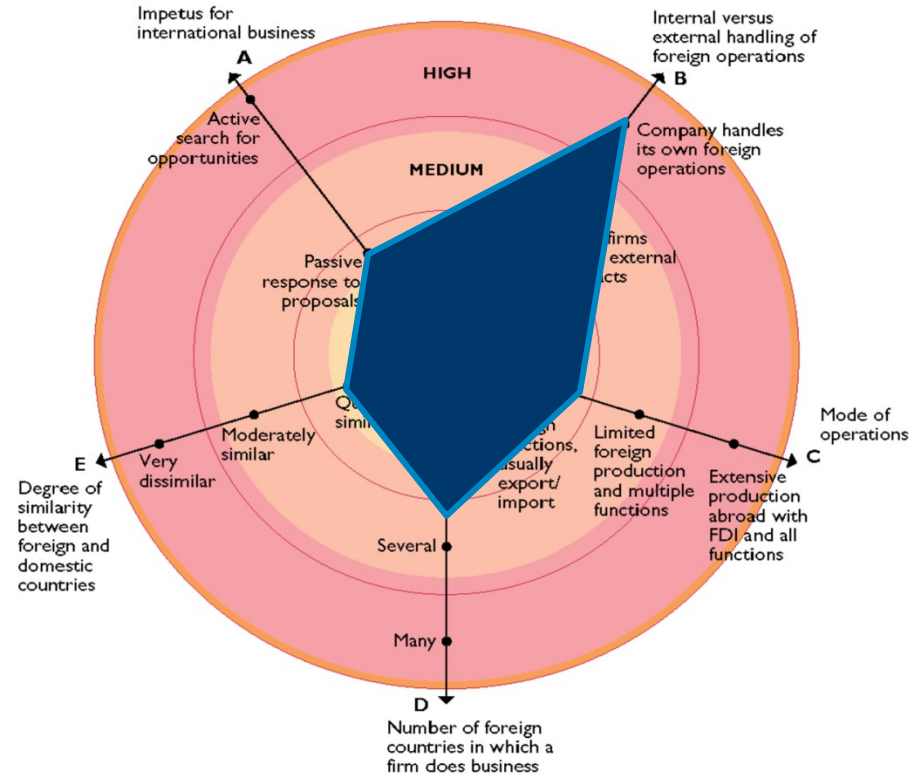 Impetus for
international business
A
Internal versus
external handling of
foreign operations
B
HIGH
Active
search for
opportunities
Company handles
its own foreign
operations
MEDIUM
Passive
response to
proposals
firms
external
Mode of
operations
C
Moderately
similar
Very
dissimilar
E
Degree of
similarity
between
foreign and
domestic
countries
usually
export/
import
Limited
foreign
production
and multiple
functions
Extensive
production
abroad with
FDI and all
functions
Several
Many
D
Number of foreign
countries in which a
firm does business